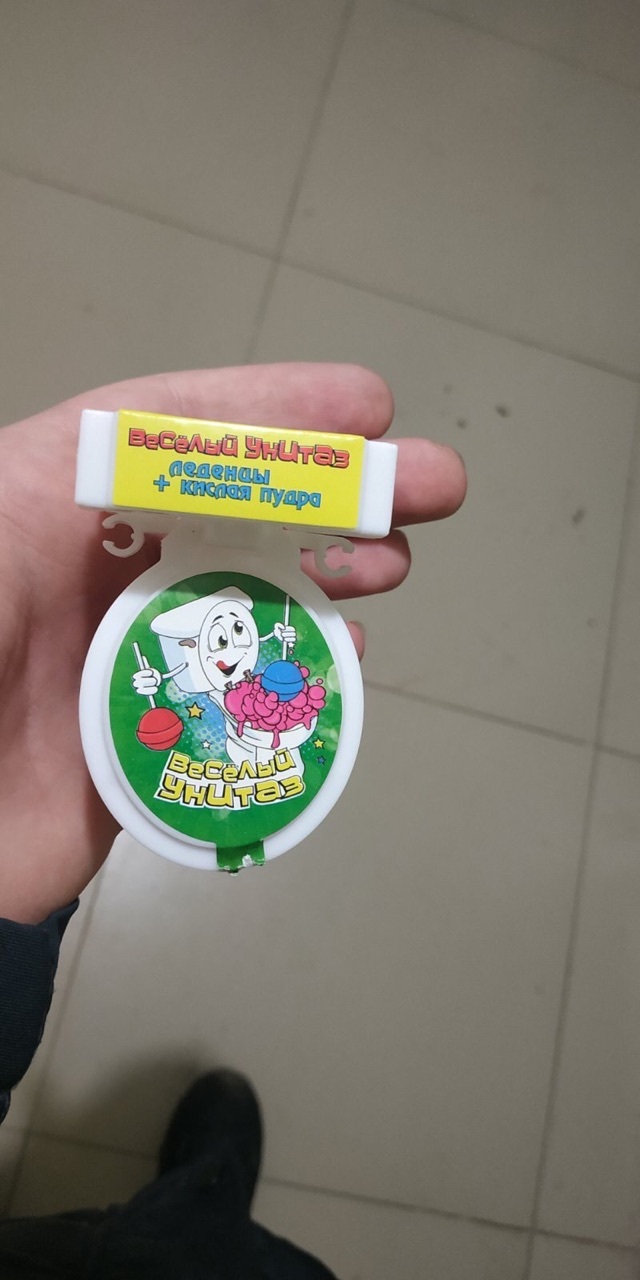 Весёлый Унитаз
леденцы
+ кислая пудра
Весёлый
Унитаз